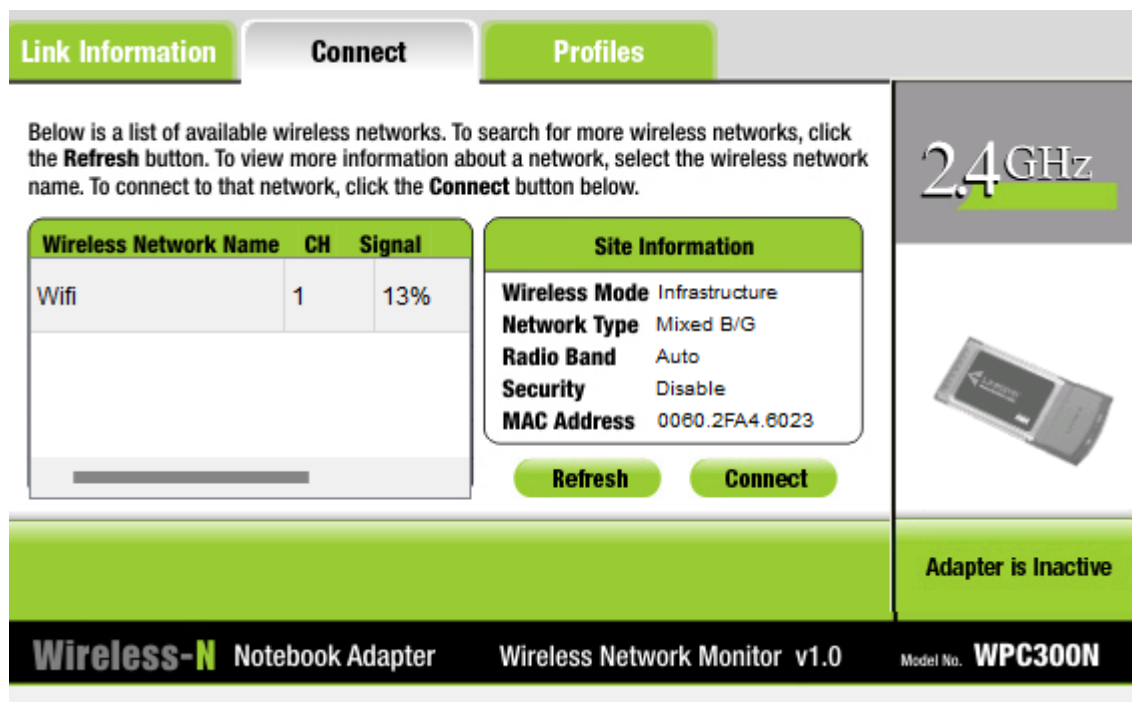 Link Information
Connect
Profiles
Below is a list of available wireless networks. To search for more wireless networks, click
the Refresh button. To view more information about a network, select the wireless network
name. To connect to that network, click the Connect button below.
2.4GHz
Wireless Network Name CH Signal
Wifi 1 13%
Site Information
Wireless Mode Infrastructure
Network Type Mixed B/G
Radio Band Auto
Security Disable
MAC Address 0060.2FA4.6023
Refresh
Connect
Adapter is Inactive
Wireless-N Notebook Adapter Wireless Network Monitor v1.0 Model No. WPC300N